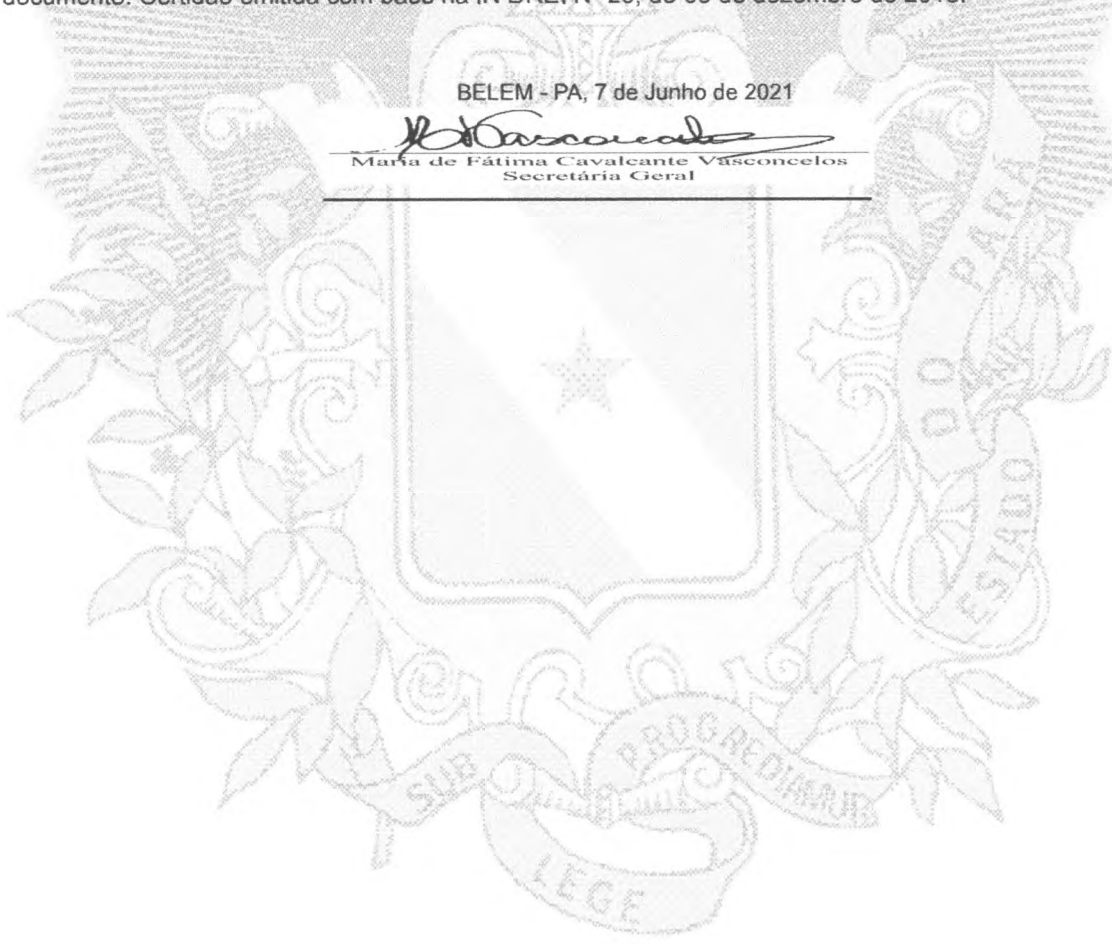 BELEM - PA, 7 de Junho de 2021
Maria de Fátima Cavalcante Vasconcelos
Secretária Geral
ESTADO DO PARÁ
SUB LEGE PROGREDIAMUR